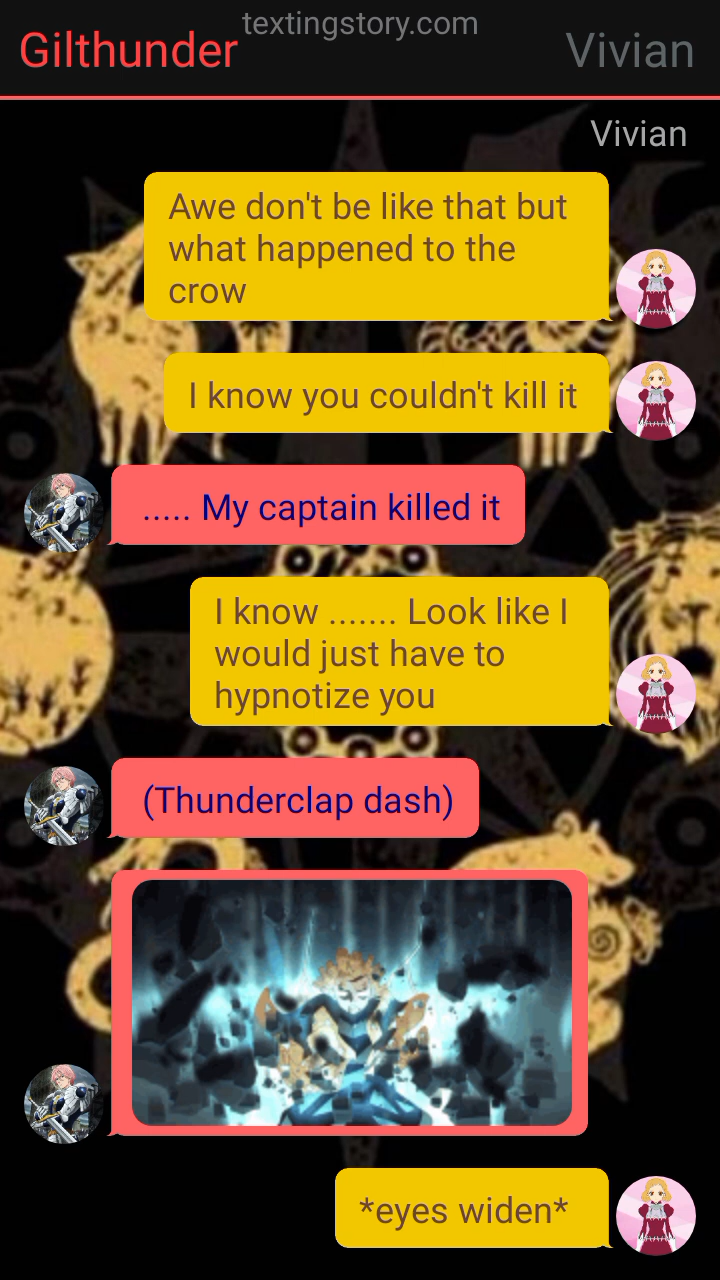 textingstory.com
Gilthunder
Vivian
Vivian
Awe don't be like that but
what happened to the
crow
I know you couldn't kill it
..... My captain killed it
I know ....... Look like I
would just have to
hypnotize you
(Thunderclap dash)
*eyes widen*